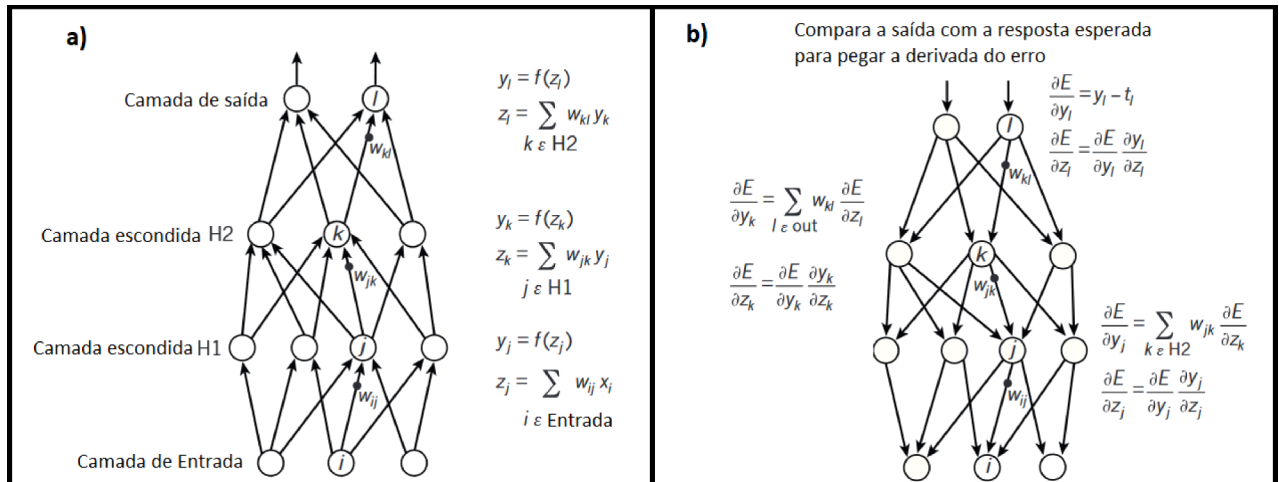 a)
Camada de saída
l
y_l = f(z_l)
z_l = ∑ w_kl y_k
k ε H2
w_kl
Camada escondida H2
k
y_k = f(z_k)
z_k = ∑ w_jk y_j
j ε H1
w_jk
Camada escondida H1
j
y_j = f(z_j)
z_j = ∑ w_ij x_i
i ε Entrada
w_ij
Camada de Entrada
i
b)
Compara a saída com a resposta esperada
para pegar a derivada do erro
l
∂E/∂y_l = y_l − t_l
∂E/∂z_l = ∂E/∂y_l ∂y_l/∂z_l
w_kl
∂E/∂y_k = ∑ w_kl ∂E/∂z_l
l ε out
k
∂E/∂z_k = ∂E/∂y_k ∂y_k/∂z_k
w_jk
∂E/∂y_j = ∑ w_jk ∂E/∂z_k
k ε H2
j
∂E/∂z_j = ∂E/∂y_j ∂y_j/∂z_j
w_ij
i